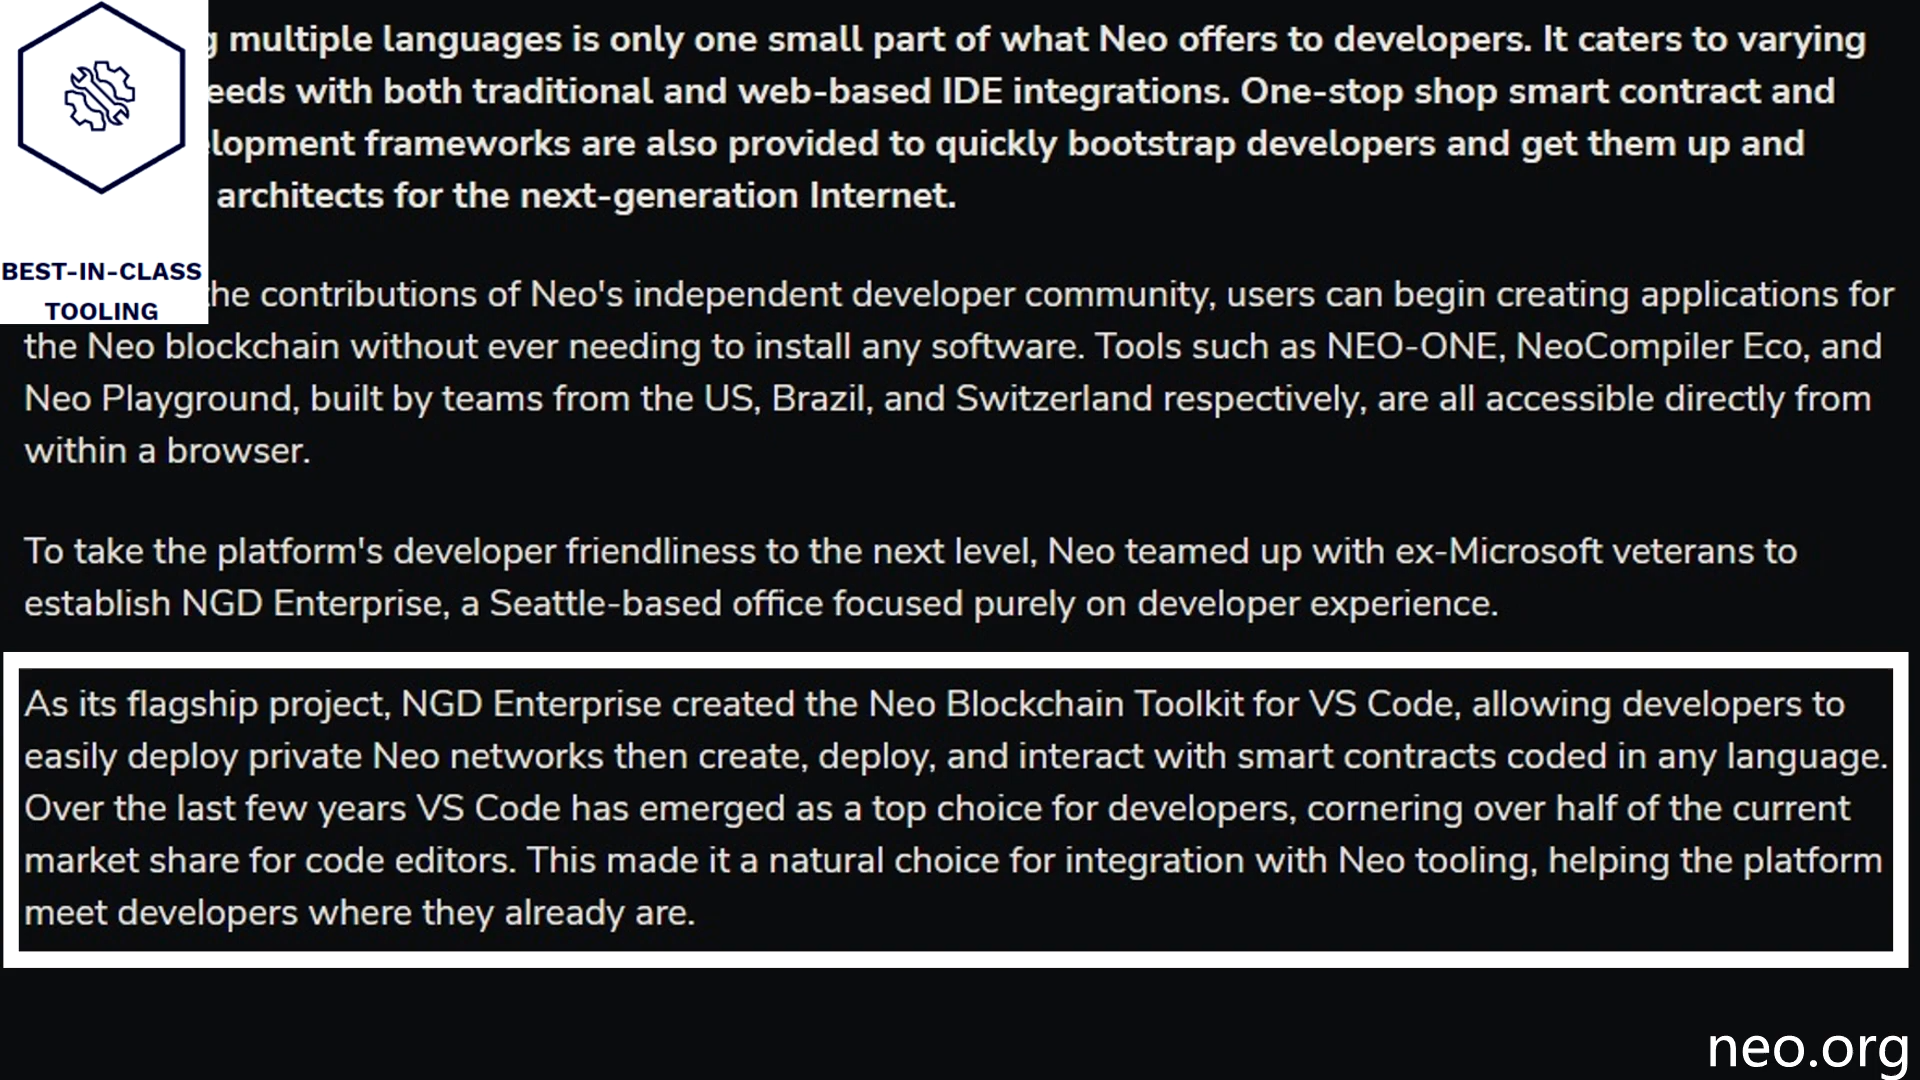 multiple languages is only one small part of what Neo offers to developers. It caters to varying
with both traditional and web-based IDE integrations. One-stop shop smart contract and
frameworks are also provided to quickly bootstrap developers and get them up and
architects for the next-generation Internet.
BEST-IN-CLASS
TOOLING
the contributions of Neo's independent developer community, users can begin creating applications for
the Neo blockchain without ever needing to install any software. Tools such as NEO-ONE, NeoCompiler Eco, and
Neo Playground, built by teams from the US, Brazil, and Switzerland respectively, are all accessible directly from
within a browser.
To take the platform's developer friendliness to the next level, Neo teamed up with ex-Microsoft veterans to
establish NGD Enterprise, a Seattle-based office focused purely on developer experience.
As its flagship project, NGD Enterprise created the Neo Blockchain Toolkit for VS Code, allowing developers to
easily deploy private Neo networks then create, deploy, and interact with smart contracts coded in any language.
Over the last few years VS Code has emerged as a top choice for developers, cornering over half of the current
market share for code editors. This made it a natural choice for integration with Neo tooling, helping the platform
meet developers where they already are.
neo.org